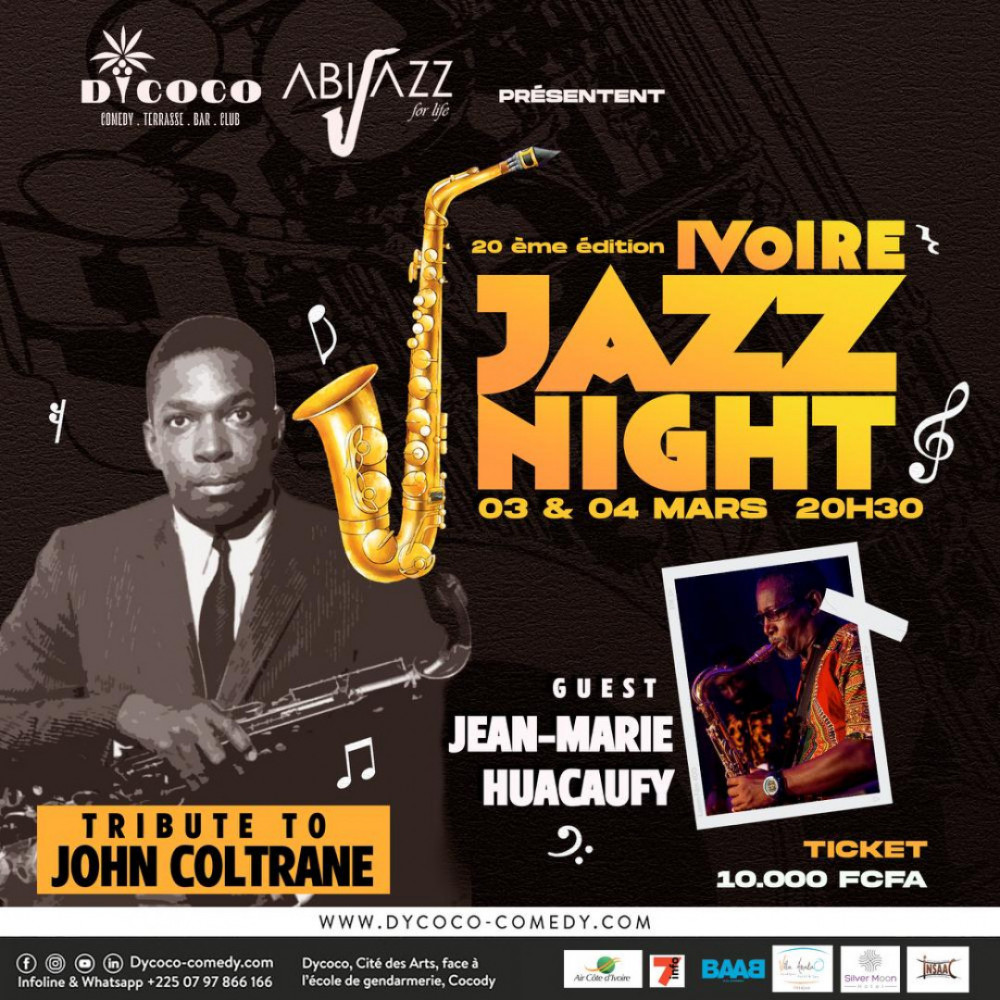 DYCOCO
COMEDY . TERRASSE . BAR . CLUB
ABIJAZZ
for life
PRÉSENTENT
20 ème édition IVOIRE
JAZZ
NIGHT
03 & 04 MARS 20H30
GUEST
JEAN-MARIE
HUACAUFY
TRIBUTE TO
JOHN COLTRANE
TICKET
10.000 FCFA
WWW.DYCOCO-COMEDY.COM
Dycoco-comedy.com
Infoline & Whatsapp +225 07 97 866 166
Dycoco, Cité des Arts, face à
l'école de gendarmerie, Cocody
Air Côte d'Ivoire
7info
BAAB
Silver Moon
INSAAC